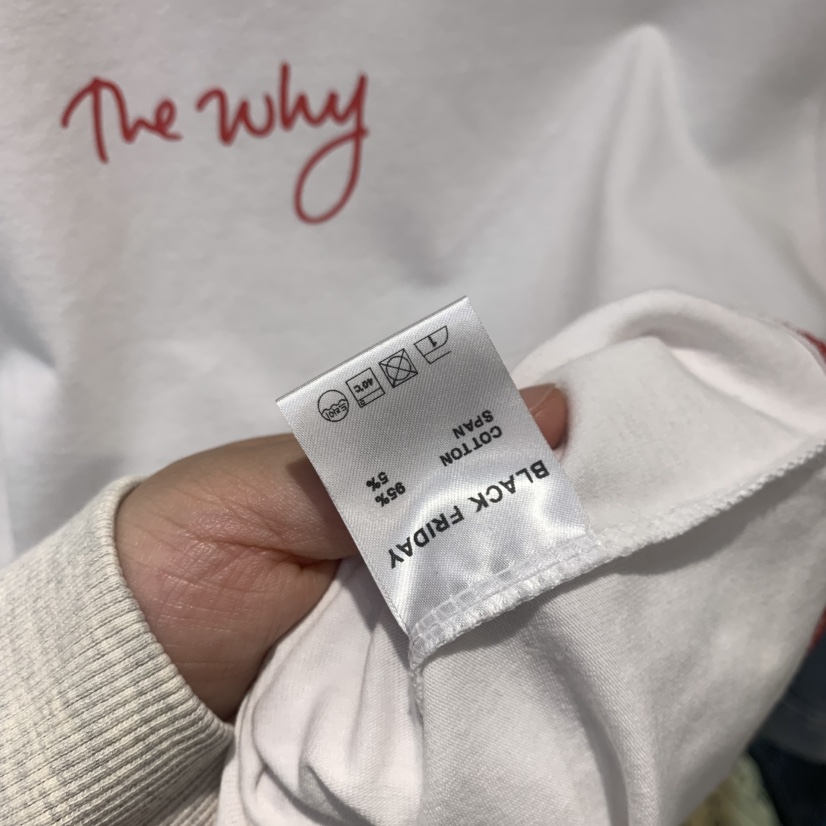 The Why
BLACK FRIDAY
COTTON 95%
SPAN 5%
40℃